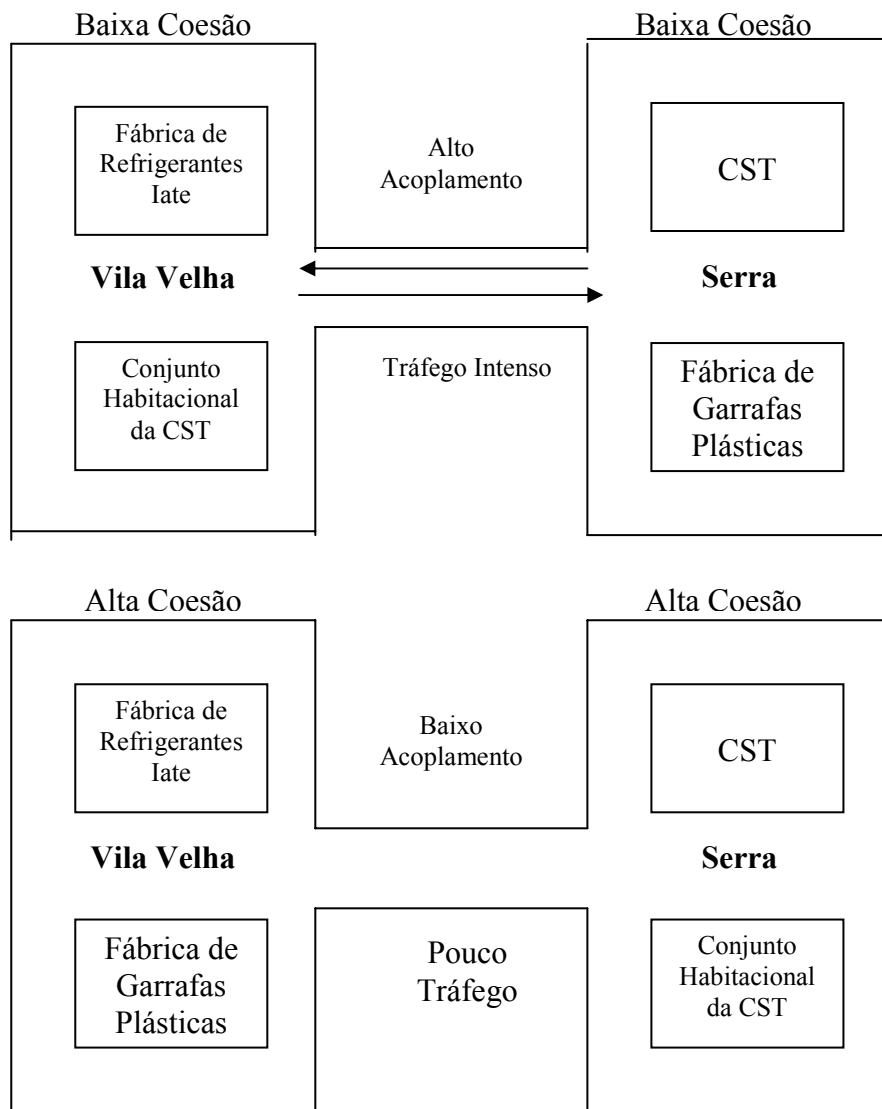 Baixa Coesão
Baixa Coesão
Fábrica de
Refrigerantes
Iate
Alto
Acoplamento
CST
Vila Velha
Serra
Conjunto
Habitacional
da CST
Tráfego Intenso
Fábrica de
Garrafas
Plásticas
Alta Coesão
Alta Coesão
Fábrica de
Refrigerantes
Iate
Baixo
Acoplamento
CST
Vila Velha
Serra
Fábrica de
Garrafas
Plásticas
Pouco
Tráfego
Conjunto
Habitacional
da CST